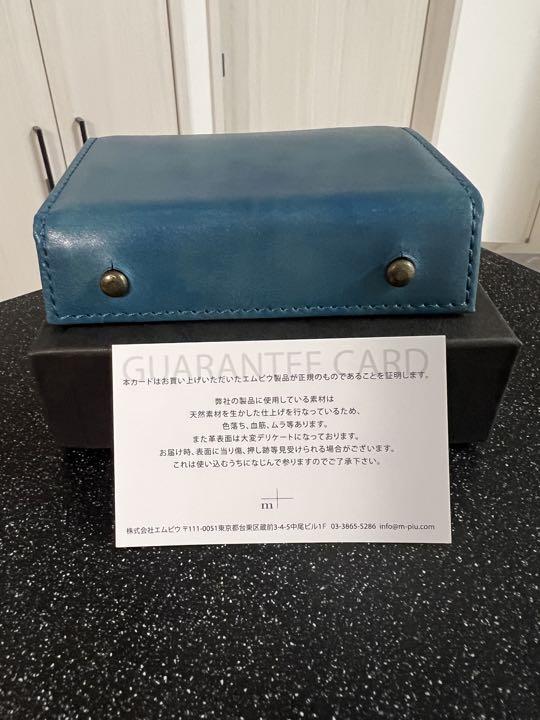 GUARANTEE CARD
本カードはお買い上げいただいたエムピウ製品が正規のものであることを証明します。
弊社の製品に使用している素材は
天然素材を生かした仕上げを行なっているため、
色落ち、血筋、ムラ等あります。
また革表面は大変デリケートになっております。
お届け時、表面に当り傷、押し跡等見受けられる場合がございます。
これは使い込むうちになじんで参りますのでご了承下さい。
m+
株式会社エムピウ 〒111-0051東京都台東区蔵前3-4-5中尾ビル1F 03-3865-5286 info@m-piu.com